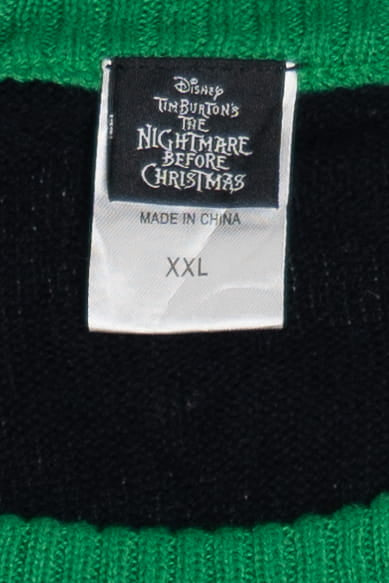 Disney
TIM BURTON'S
THE
NIGHTMARE
BEFORE
CHRISTMAS
MADE IN CHINA
XXL